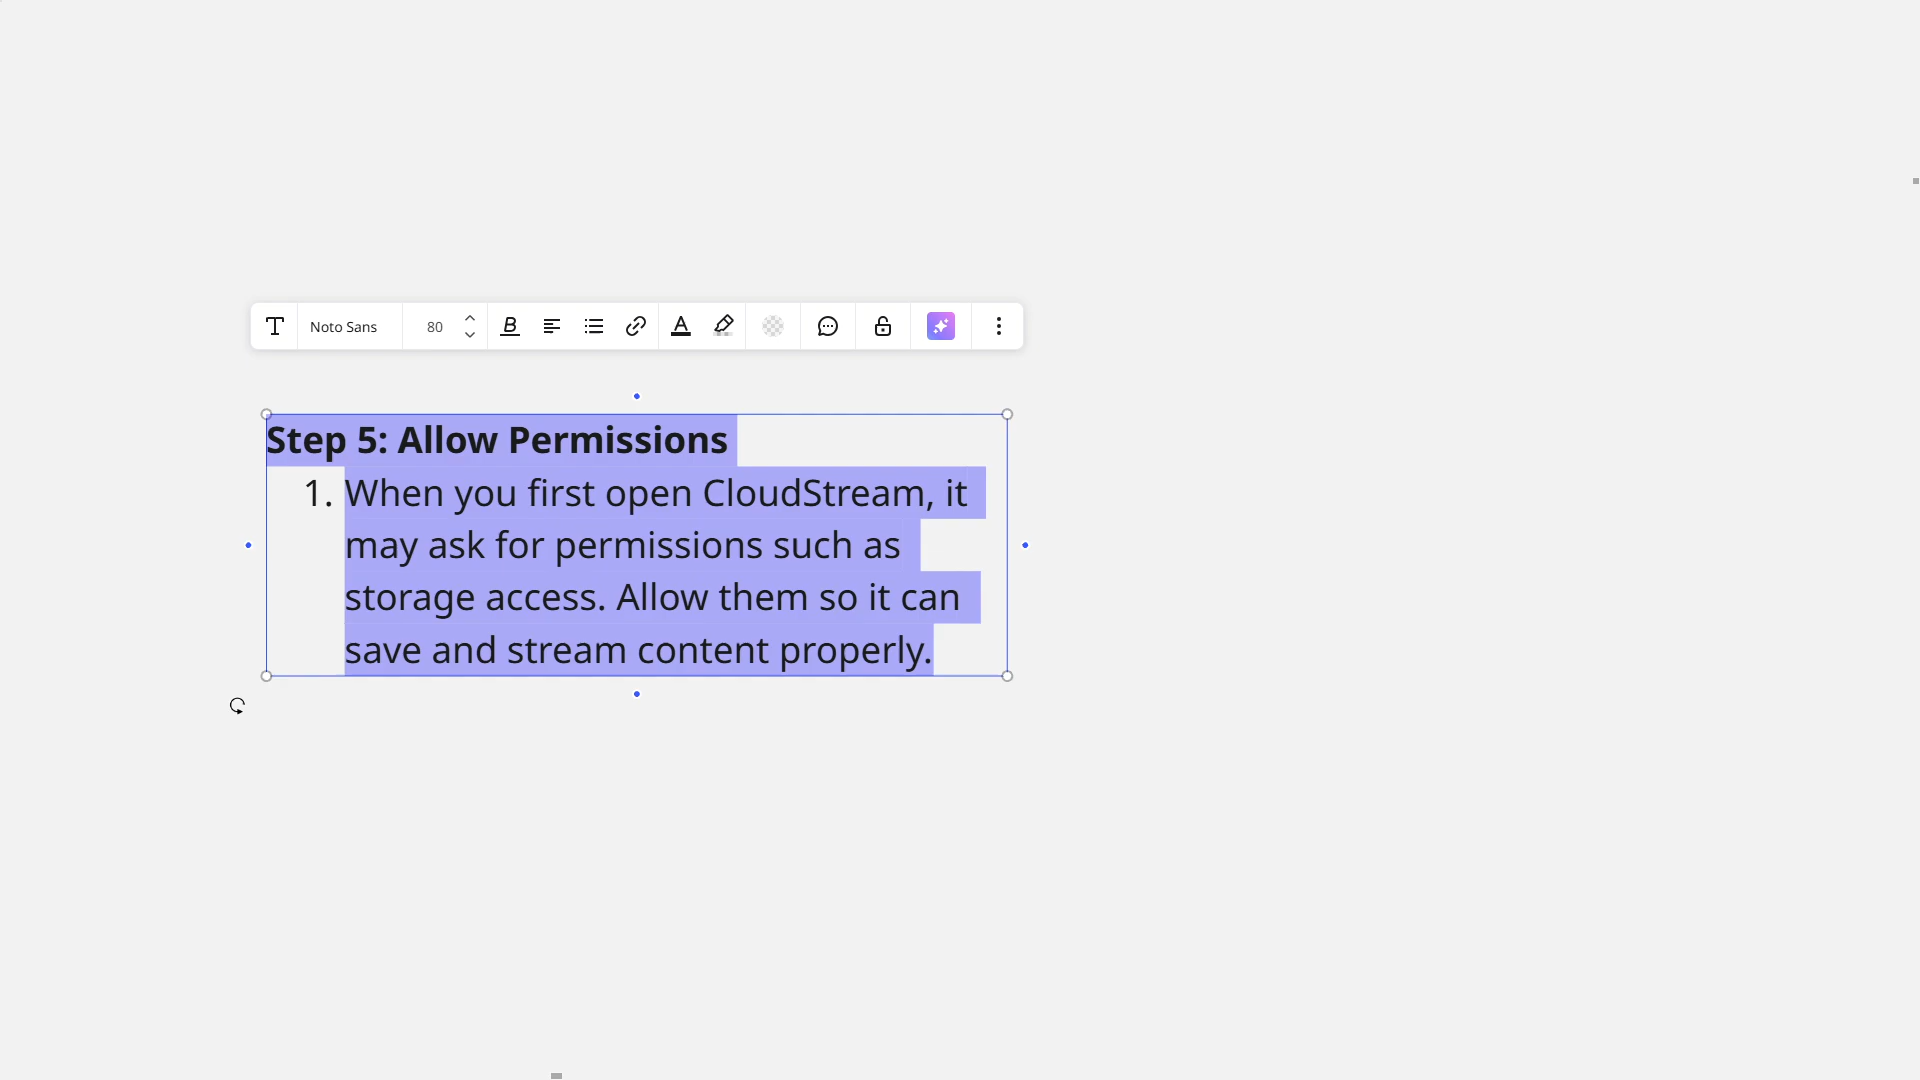 Noto Sans 80
Step 5: Allow Permissions
1. When you first open CloudStream, it
may ask for permissions such as
storage access. Allow them so it can
save and stream content properly.